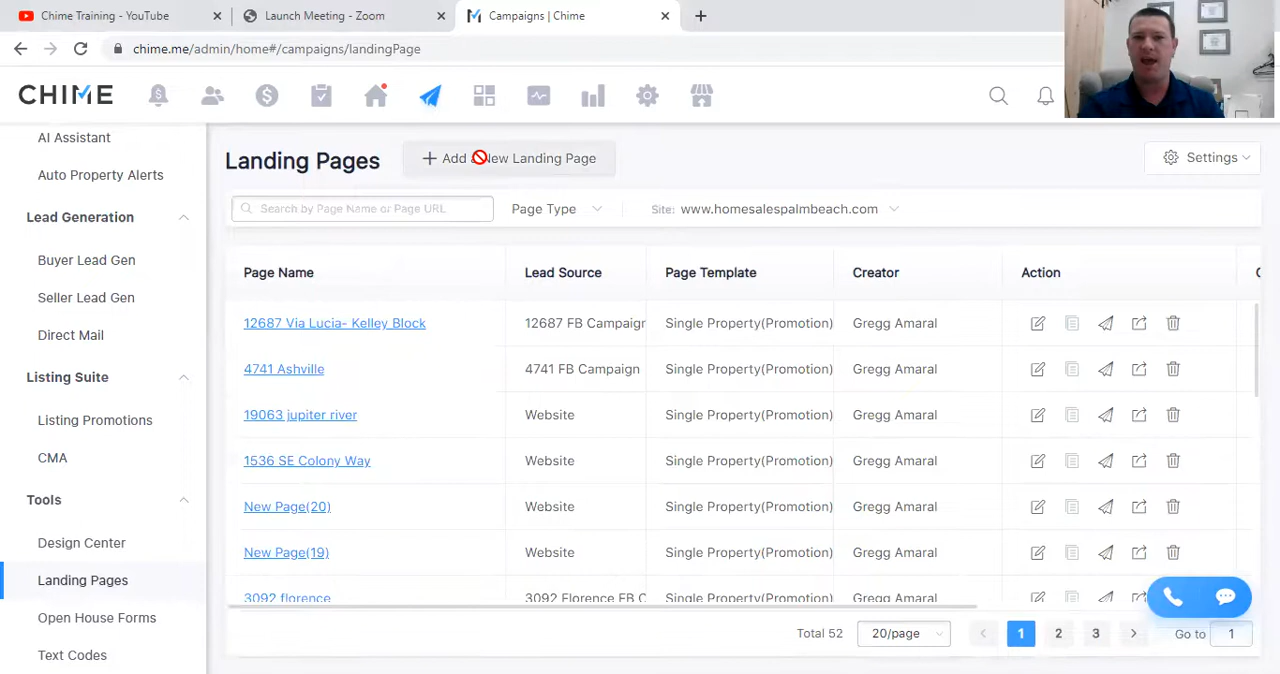 Chime Training - YouTube
Launch Meeting - Zoom
Campaigns | Chime
chime.me/admin/home#/campaigns/landingPage
CHIME
AI Assistant
Auto Property Alerts
Lead Generation
Buyer Lead Gen
Seller Lead Gen
Direct Mail
Listing Suite
Listing Promotions
CMA
Tools
Design Center
Landing Pages
Open House Forms
Text Codes
Landing Pages
Add a New Landing Page
Settings
Search by Page Name or Page URL
Page Type
Site: www.homesalespalmbeach.com
Page Name Lead Source Page Template Creator Action
12687 Via Lucia- Kelley Block 12687 FB Campaign Single Property(Promotion) Gregg Amaral
4741 Ashville 4741 FB Campaign Single Property(Promotion) Gregg Amaral
19063 jupiter river Website Single Property(Promotion) Gregg Amaral
1536 SE Colony Way Website Single Property(Promotion) Gregg Amaral
New Page(20) Website Single Property(Promotion) Gregg Amaral
New Page(19) Website Single Property(Promotion) Gregg Amaral
3092 florence 3092 Florence FB C Single Property(Promotion) Gregg Amaral
Total 52 20/page 1 2 3 Go to 1